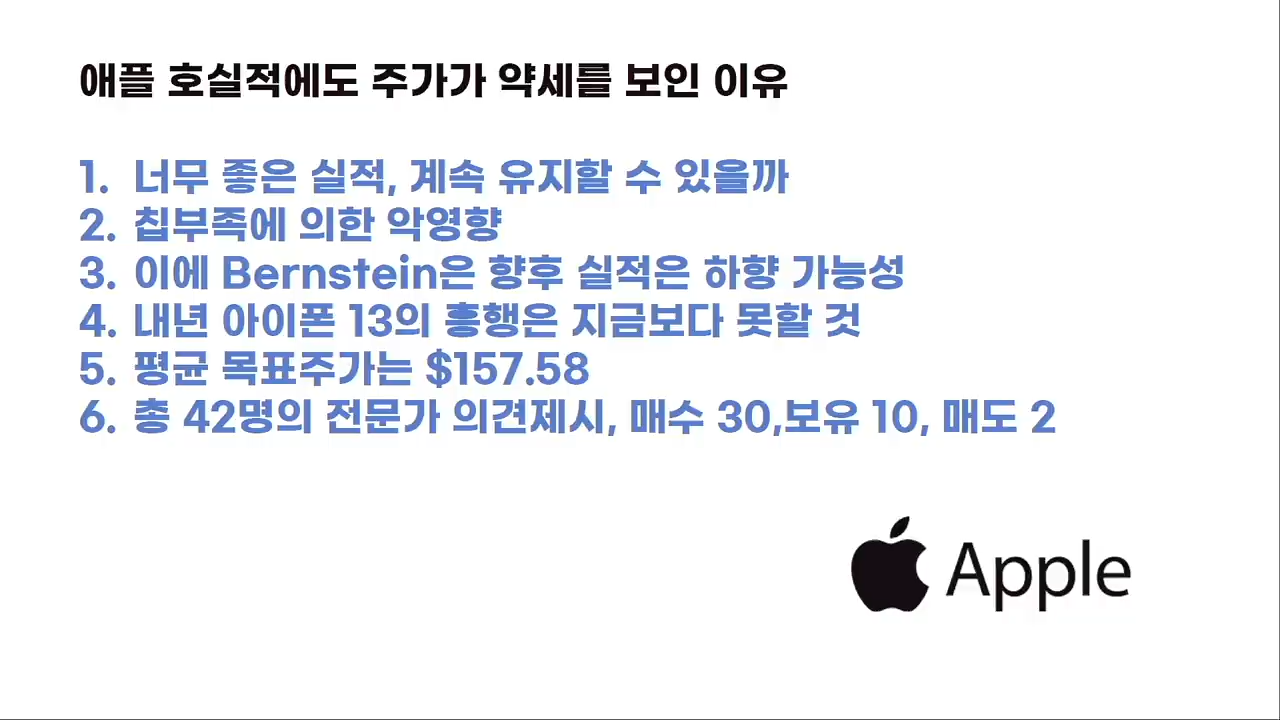 애플 호실적에도 주가가 약세를 보인 이유
1. 너무 좋은 실적, 계속 유지할 수 있을까
2. 칩부족에 의한 악영향
3. 이에 Bernstein은 향후 실적은 하향 가능성
4. 내년 아이폰 13의 흥행은 지금보다 못할 것
5. 평균 목표주가는 $157.58
6. 총 42명의 전문가 의견제시, 매수 30,보유 10, 매도 2
Apple